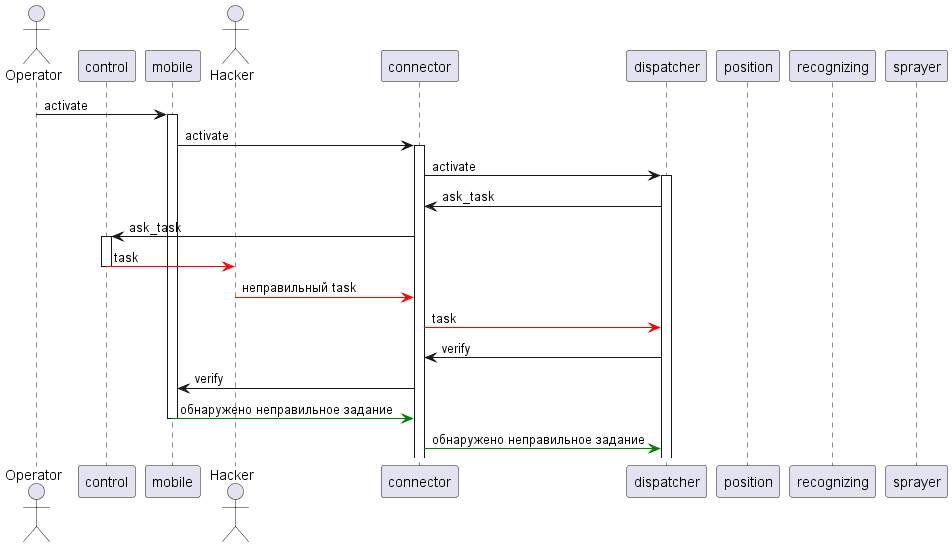 Operator
control
mobile
Hacker
connector
dispatcher
position
recognizing
sprayer
activate
activate
activate
ask_task
ask_task
task
неправильный task
task
verify
verify
обнаружено неправильное задание
обнаружено неправильное задание
Operator
control
mobile
Hacker
connector
dispatcher
position
recognizing
sprayer